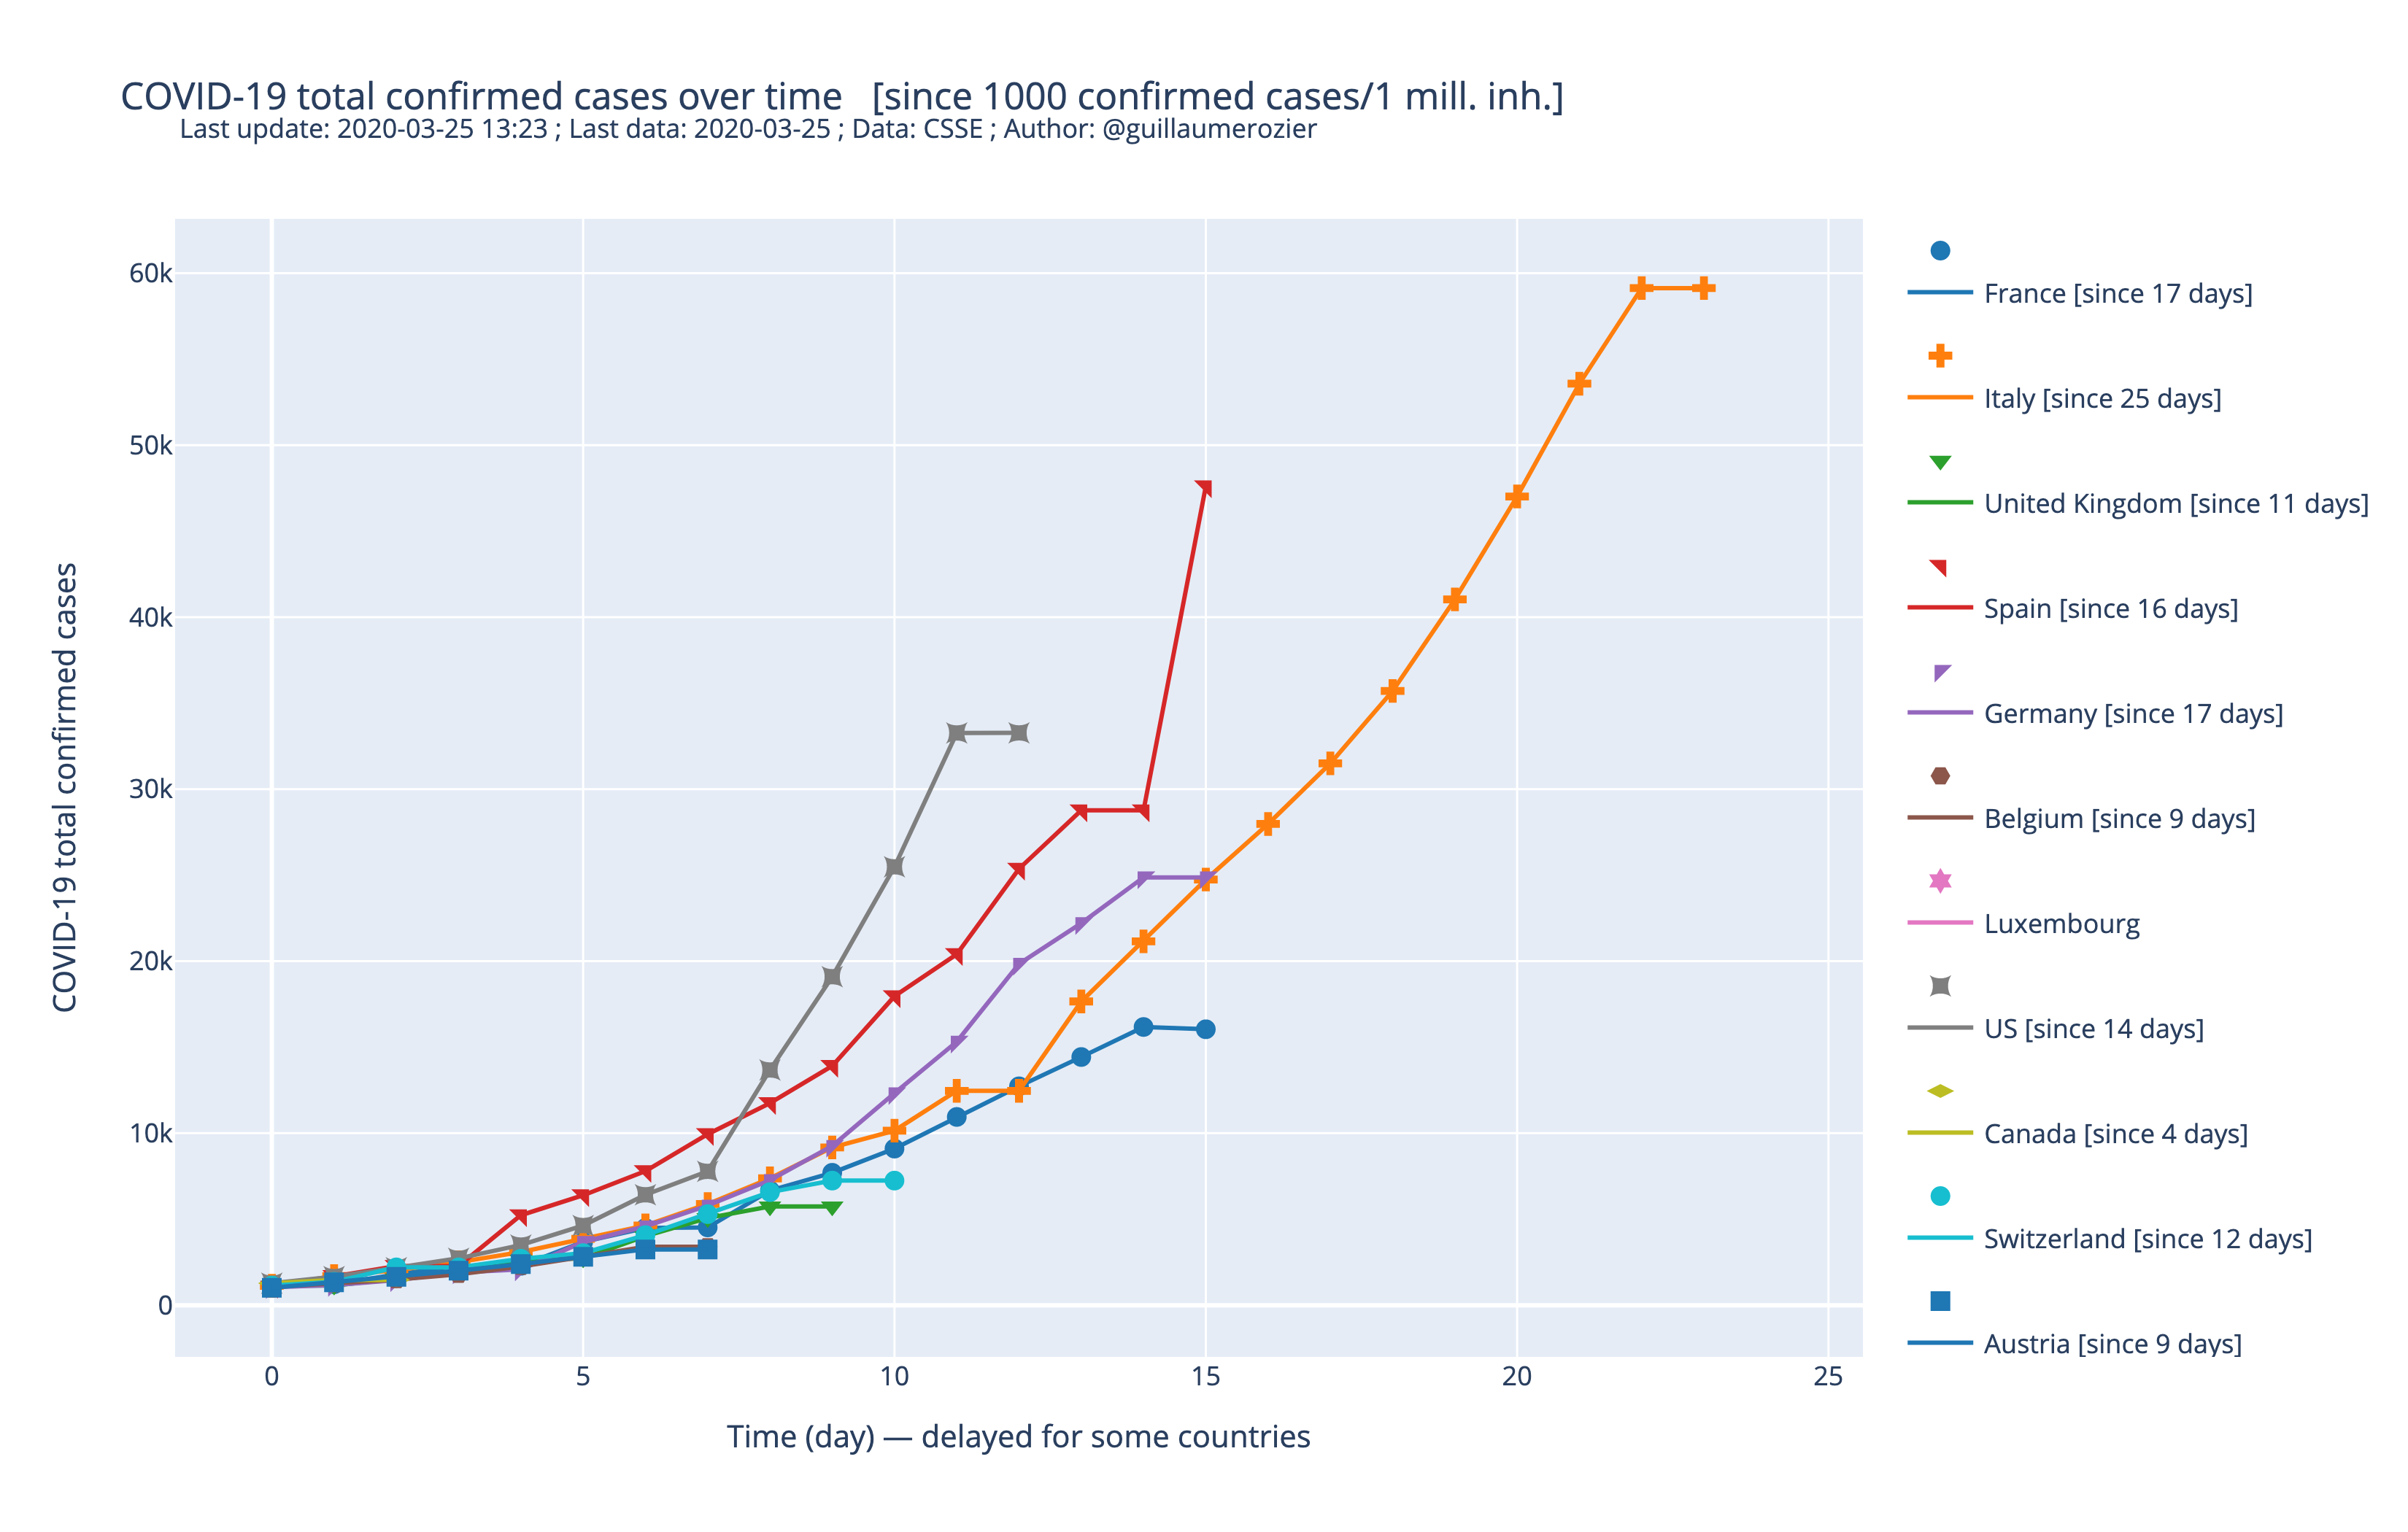 COVID-19 total confirmed cases over time   [since 1000 confirmed cases/1 mill. inh.]
Last update: 2020-03-25 13:23 ; Last data: 2020-03-25 ; Data: CSSE ; Author: @guillaumerozier
COVID-19 total confirmed cases
60k
50k
40k
30k
20k
10k
0
0 5 10 15 20 25
Time (day) — delayed for some countries
France [since 17 days]
Italy [since 25 days]
United Kingdom [since 11 days]
Spain [since 16 days]
Germany [since 17 days]
Belgium [since 9 days]
Luxembourg
US [since 14 days]
Canada [since 4 days]
Switzerland [since 12 days]
Austria [since 9 days]